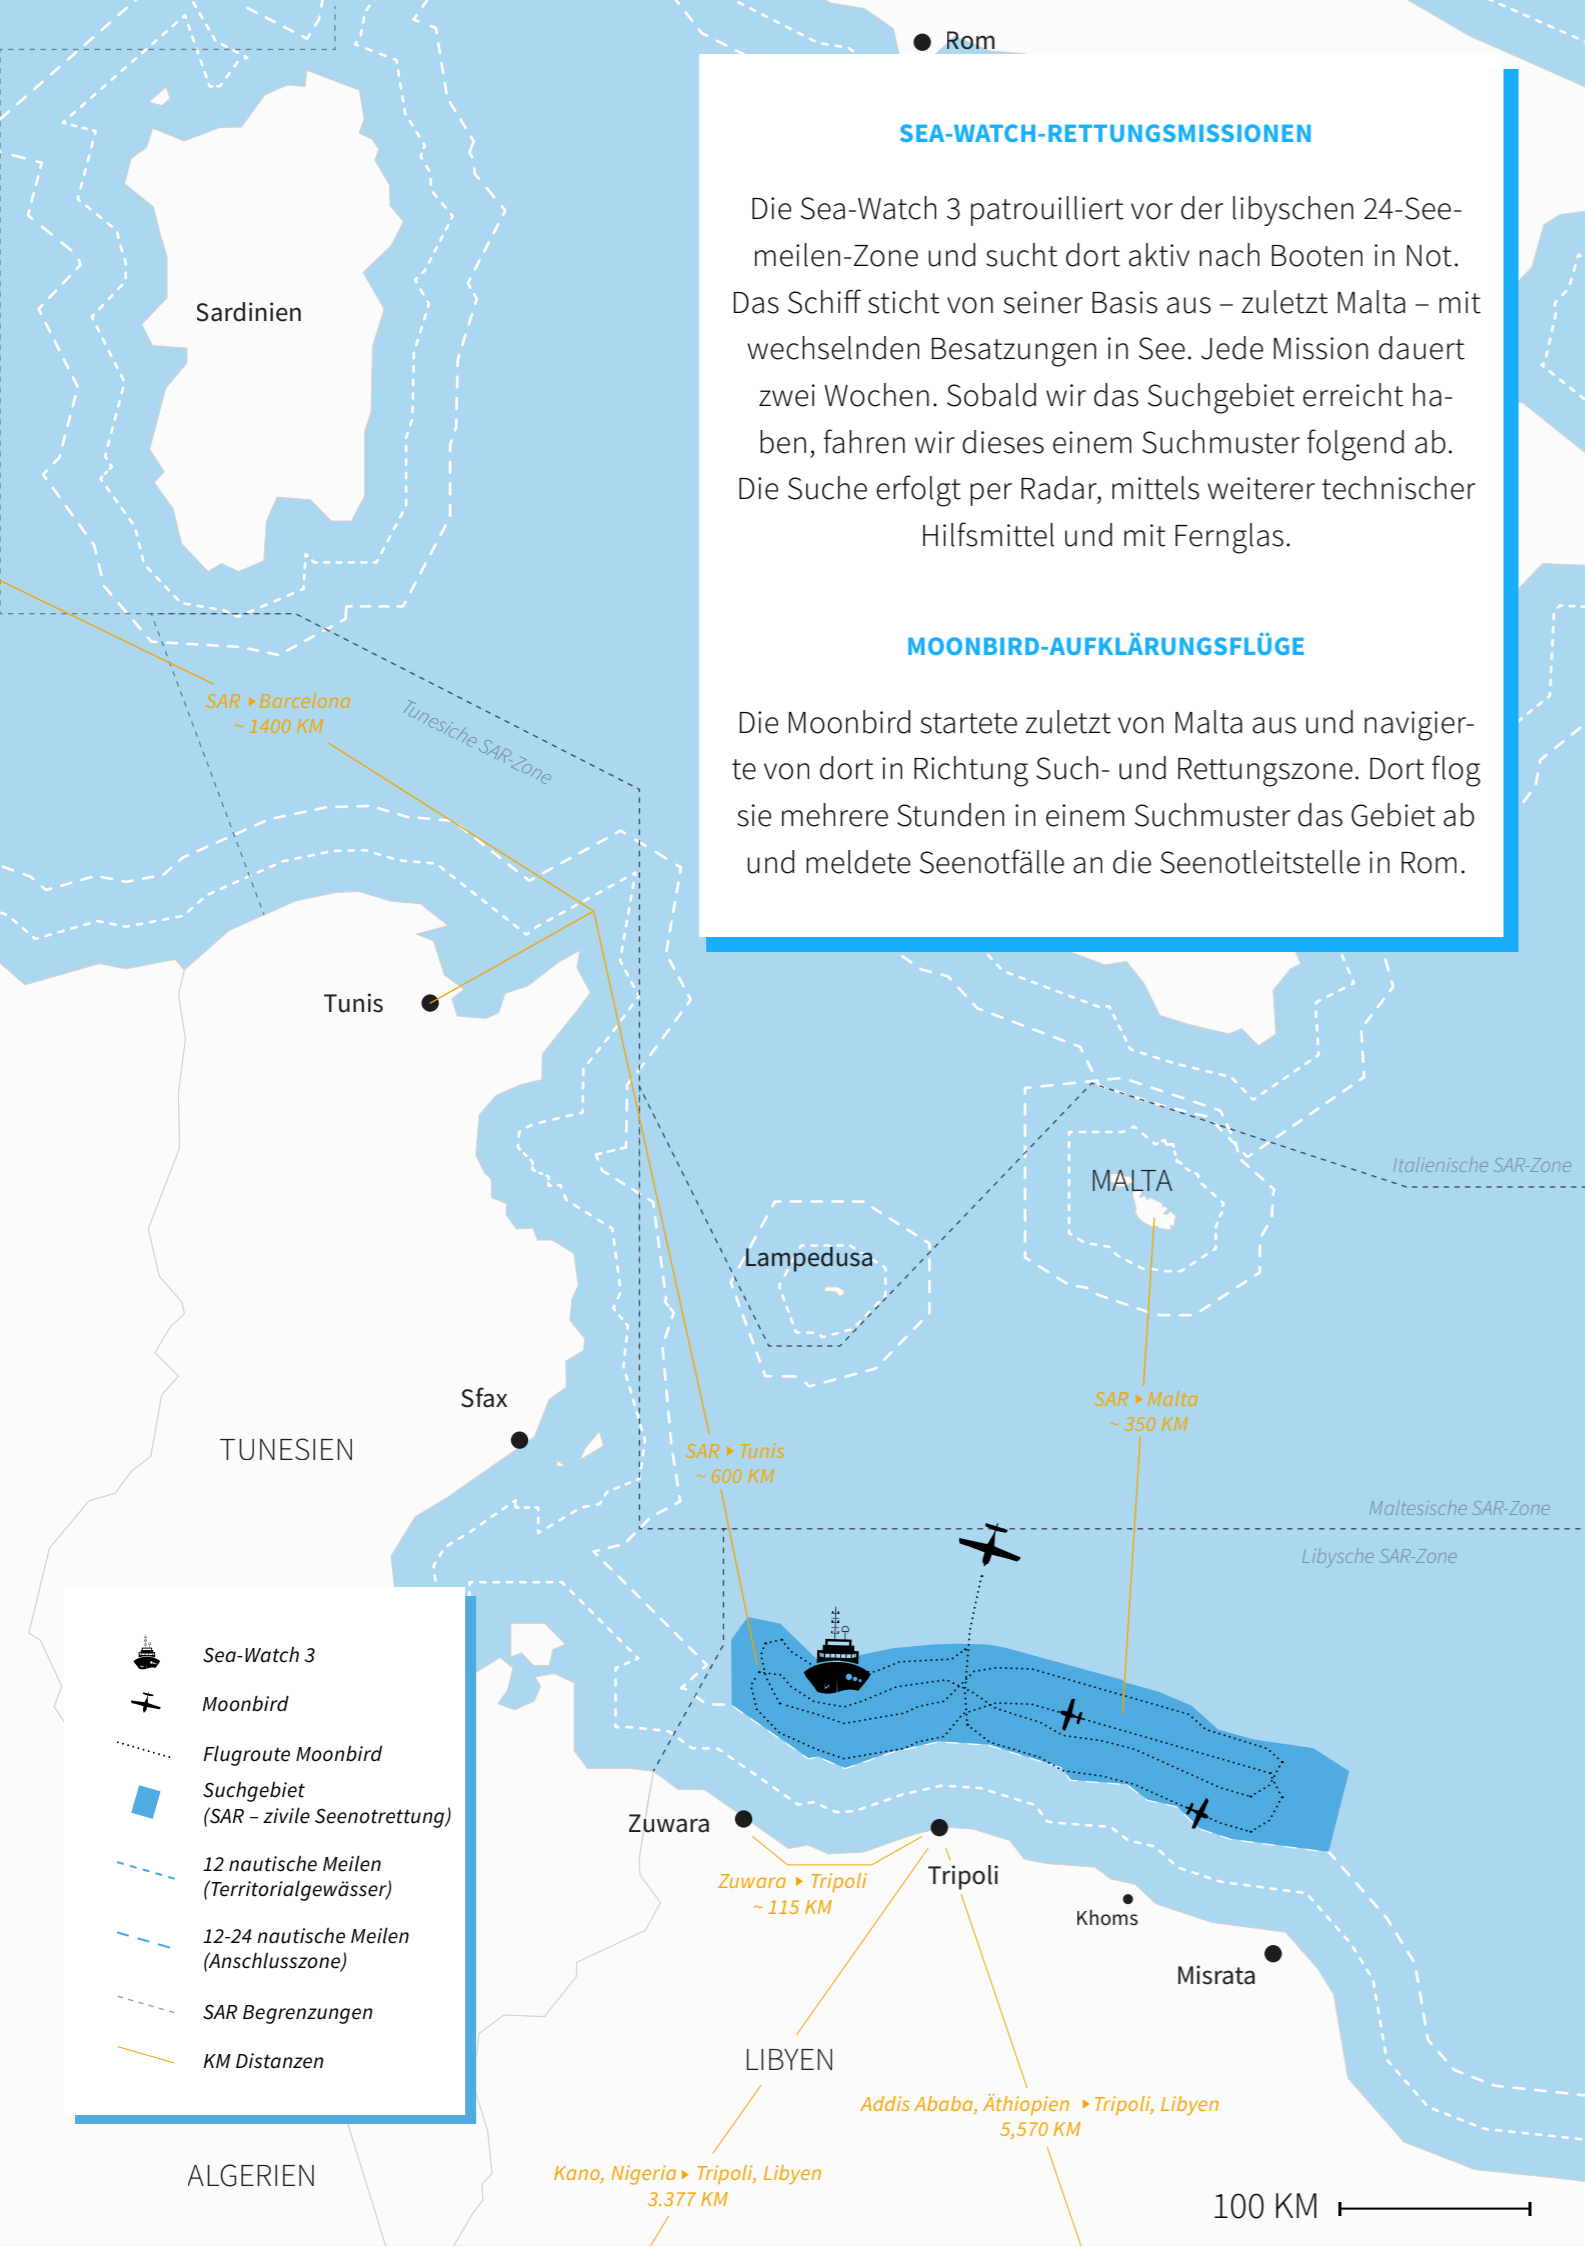 Rom
SEA-WATCH-RETTUNGSMISSIONEN
Die Sea-Watch 3 patrouilliert vor der libyschen 24-See-
meilen-Zone und sucht dort aktiv nach Booten in Not.
Das Schiff sticht von seiner Basis aus – zuletzt Malta – mit
wechselnden Besatzungen in See. Jede Mission dauert
zwei Wochen. Sobald wir das Suchgebiet erreicht ha-
ben, fahren wir dieses einem Suchmuster folgend ab.
Die Suche erfolgt per Radar, mittels weiterer technischer
Hilfsmittel und mit Fernglas.
MOONBIRD-AUFKLÄRUNGSFLÜGE
Die Moonbird startete zuletzt von Malta aus und navigier-
te von dort in Richtung Such- und Rettungszone. Dort flog
sie mehrere Stunden in einem Suchmuster das Gebiet ab
und meldete Seenotfälle an die Seenotleitstelle in Rom.
Sardinien
SAR ▸ Barcelona
~ 1400 KM
Tunesiche SAR-Zone
Tunis
Italienische SAR-Zone
MALTA
Lampedusa
Sfax
SAR ▸ Malta
~ 350 KM
TUNESIEN
SAR ▸ Tunis
~ 600 KM
Maltesische SAR-Zone
Libysche SAR-Zone
Sea-Watch 3
Moonbird
Flugroute Moonbird
Suchgebiet
(SAR – zivile Seenotrettung)
12 nautische Meilen
(Territorialgewässer)
12-24 nautische Meilen
(Anschlusszone)
SAR Begrenzungen
KM Distanzen
Zuwara
Tripoli
Zuwara ▸ Tripoli
~ 115 KM
Khoms
Misrata
LIBYEN
Addis Ababa, Äthiopien ▸ Tripoli, Libyen
5,570 KM
ALGERIEN
Kano, Nigeria ▸ Tripoli, Libyen
3.377 KM
100 KM